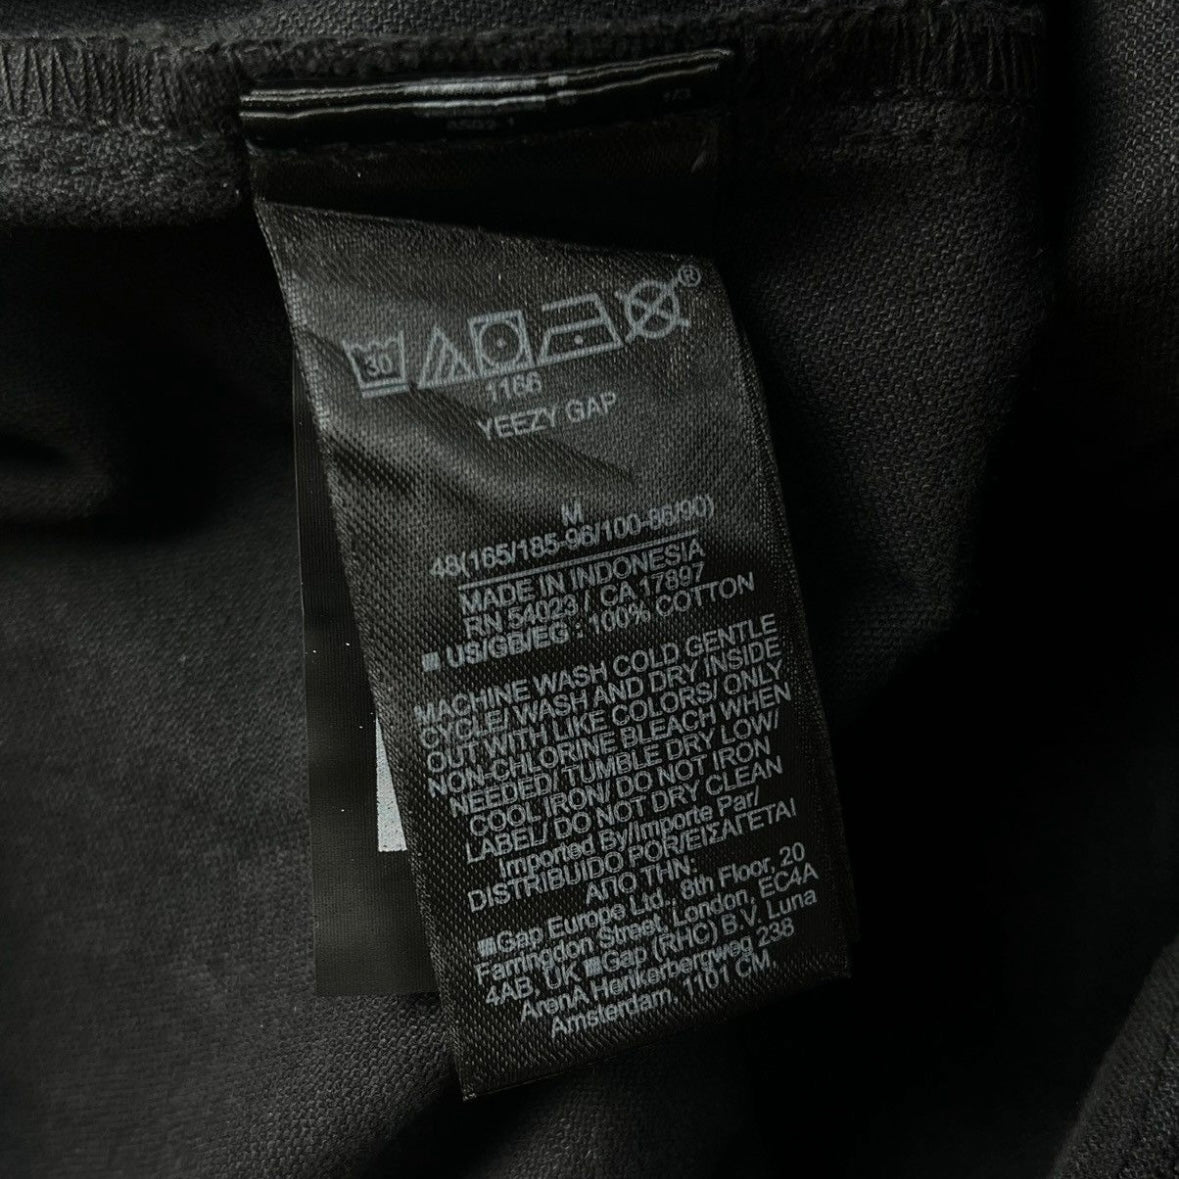 30
®
1166
YEEZY GAP
M
48(165/185-96/100-86/90)
MADE IN INDONESIA
RN 54023 / CA 17897
US/GB/EG : 100% COTTON
MACHINE WASH COLD GENTLE
CYCLE/ WASH AND DRY INSIDE
OUT WITH LIKE COLORS/ ONLY
NON-CHLORINE BLEACH WHEN
NEEDED/ TUMBLE DRY LOW/
COOL IRON/ DO NOT IRON
LABEL/ DO NOT DRY CLEAN
Imported By/Importe Par/
DISTRIBUIDO POR/ΕΙΣΑΓΕΤΑΙ
ΑΠΟ ΤΗΝ:
Gap Europe Ltd., 8th Floor, 20
Farringdon Street, London, EC4A
4AB, UK Gap (RHC) B.V. Luna
ArenA Herikerbergweg 238
Amsterdam, 1101 CM,